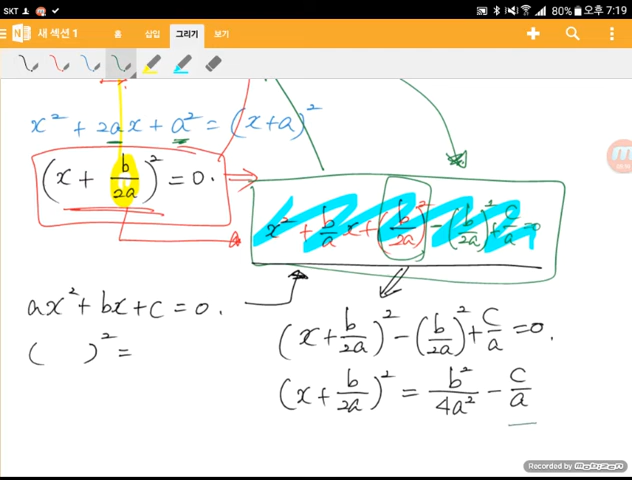 SKT 80% 오후 7:19
새 섹션 1 홈 삽입 그리기 보기
x² + 2ax + a² = (x+a)²
(x + b/2a)² = 0.
x² + b/a x + (b/2a)² - (b/2a)² + c/a = 0
ax² + bx + c = 0.
( )² =
(x + b/2a)² - (b/2a)² + c/a = 0.
(x + b/2a)² = b²/4a² - c/a
Recorded by MOBIZEN